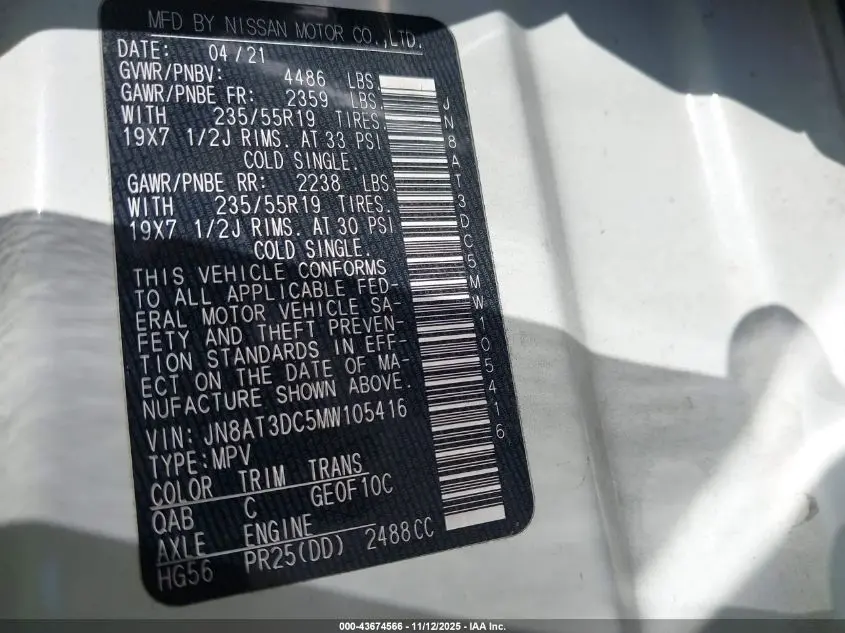 MFD BY NISSAN MOTOR CO.,LTD.
DATE: 04/21
GVWR/PNBV: 4486 LBS.
GAWR/PNBE FR: 2359 LBS.
WITH 235/55R19 TIRES.
19X7 1/2J RIMS. AT 33 PSI
COLD SINGLE.
GAWR/PNBE RR: 2238 LBS.
WITH 235/55R19 TIRES.
19X7 1/2J RIMS. AT 30 PSI
COLD SINGLE.
THIS VEHICLE CONFORMS
TO ALL APPLICABLE FED-
ERAL MOTOR VEHICLE SA-
FETY AND THEFT PREVEN-
TION STANDARDS IN EFF-
ECT ON THE DATE OF MA-
NUFACTURE SHOWN ABOVE.
VIN: JN8AT3DC5MW105416
TYPE:MPV
COLOR TRIM TRANS
QAB C GE0F10C
AXLE ENGINE
HG56 PR25(DD) 2488CC
JN8AT3DC5MW105416
000-43674566 - 11/12/2025 - IAA Inc.